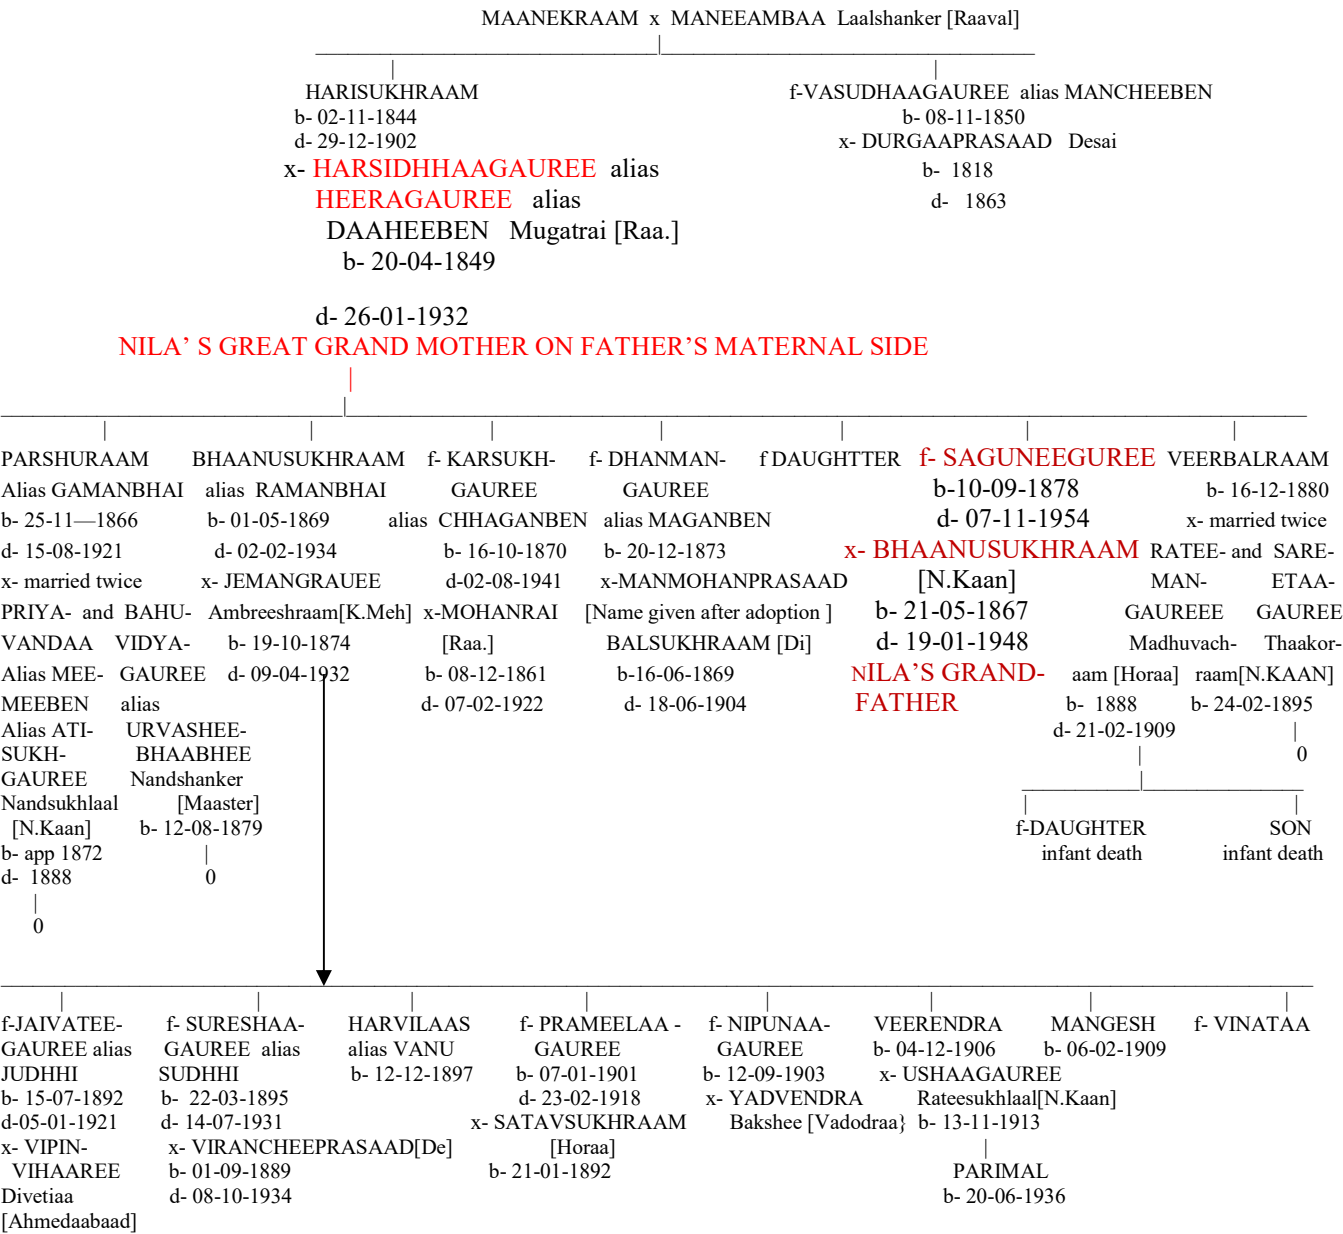 MAANEKRAAM x MANEEAMBAA Laalshanker [Raaval]
HARISUKHRAAM f-VASUDHAAGAUREE alias MANCHEEBEN
b- 02-11-1844 b- 08-11-1850
d- 29-12-1902 x- DURGAAPRASAAD Desai
x- HARSIDHHAAGAUREE alias b- 1818
HEERAGAUREE alias d- 1863
DAAHEEBEN Mugatrai [Raa.]
b- 20-04-1849
d- 26-01-1932
NILA' S GREAT GRAND MOTHER ON FATHER'S MATERNAL SIDE
PARSHURAAM BHAANUSUKHRAAM f- KARSUKH- f- DHANMAN- f DAUGHTTER f- SAGUNEEGUREE VEERBALRAAM
Alias GAMANBHAI alias RAMANBHAI GAUREE GAUREE b-10-09-1878 b- 16-12-1880
b- 25-11—1866 b- 01-05-1869 alias CHHAGANBEN alias MAGANBEN d- 07-11-1954 x- married twice
d- 15-08-1921 d- 02-02-1934 b- 16-10-1870 b- 20-12-1873 x- BHAANUSUKHRAAM RATEE- and SARE-
x- married twice x- JEMANGRAUEE d-02-08-1941 x-MANMOHANPRASAAD [N.Kaan] MAN- ETAA-
PRIYA- and BAHU- Ambreeshraam[K.Meh] x-MOHANRAI [Name given after adoption ] b- 21-05-1867 GAUREEE GAUREE
VANDAA VIDYA- b- 19-10-1874 [Raa.] BALSUKHRAAM [Di] d- 19-01-1948 Madhuvach- Thaakor-
Alias MEE- GAUREE d- 09-04-1932 b- 08-12-1861 b-16-06-1869 NILA'S GRAND- aam [Horaa] raam[N.KAAN]
MEEBEN alias d- 07-02-1922 d- 18-06-1904 FATHER b- 1888 b- 24-02-1895
Alias ATI- URVASHEE- d- 21-02-1909
SUKH- BHAABHEE 0
GAUREE Nandshanker
Nandsukhlaal [Maaster]
[N.Kaan] b- 12-08-1879 f-DAUGHTER SON
b- app 1872 infant death infant death
d- 1888 0
0
f-JAIVATEE- f- SURESHAA- HARVILAAS f- PRAMEELAA - f- NIPUNAA- VEERENDRA MANGESH f- VINATAA
GAUREE alias GAUREE alias alias VANU GAUREE GAUREE b- 04-12-1906 b- 06-02-1909
JUDHHI SUDHHI b- 12-12-1897 b- 07-01-1901 b- 12-09-1903 x- USHAAGAUREE
b- 15-07-1892 b- 22-03-1895 d- 23-02-1918 x- YADVENDRA Rateesukhlaal[N.Kaan]
d-05-01-1921 d- 14-07-1931 x- SATAVSUKHRAAM Bakshee [Vadodraa} b- 13-11-1913
x- VIPIN- x- VIRANCHEEPRASAAD[De] [Horaa]
VIHAAREE b- 01-09-1889 b- 21-01-1892 PARIMAL
Divetiaa d- 08-10-1934 b- 20-06-1936
[Ahmedaabaad]